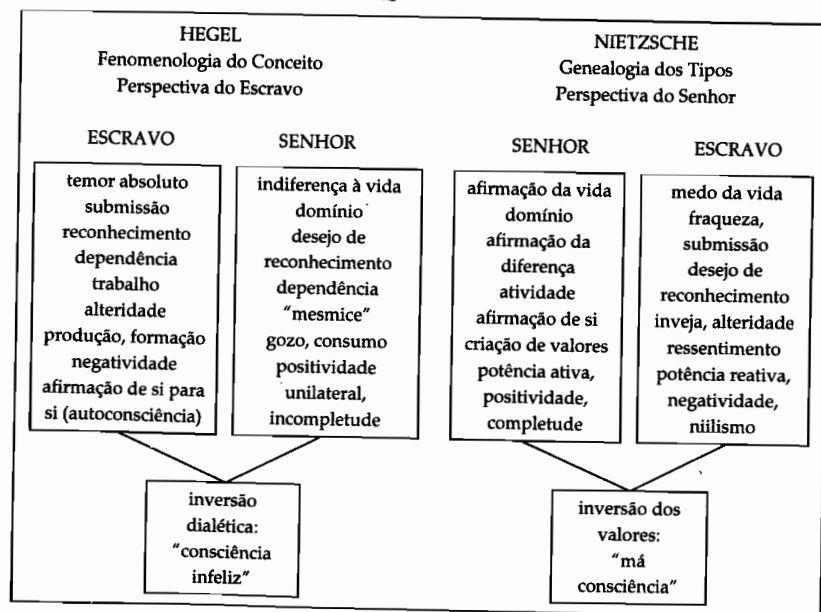 HEGEL
Fenomenologia do Conceito
Perspectiva do Escravo
ESCRAVO
temor absoluto
submissão
reconhecimento
dependência
trabalho
alteridade
produção, formação
negatividade
afirmação de si para
si (autoconsciência)
SENHOR
indiferença à vida
domínio
desejo de
reconhecimento
dependência
"mesmice"
gozo, consumo
positividade
unilateral,
incompletude
inversão
dialética:
"consciência
infeliz"
NIETZSCHE
Genealogia dos Tipos
Perspectiva do Senhor
SENHOR
afirmação da vida
domínio
afirmação da
diferença
atividade
afirmação de si
criação de valores
potência ativa,
positividade,
completude
ESCRAVO
medo da vida
fraqueza,
submissão
desejo de
reconhecimento
inveja, alteridade
ressentimento
potência reativa,
negatividade,
niilismo
inversão dos
valores:
"má
consciência"